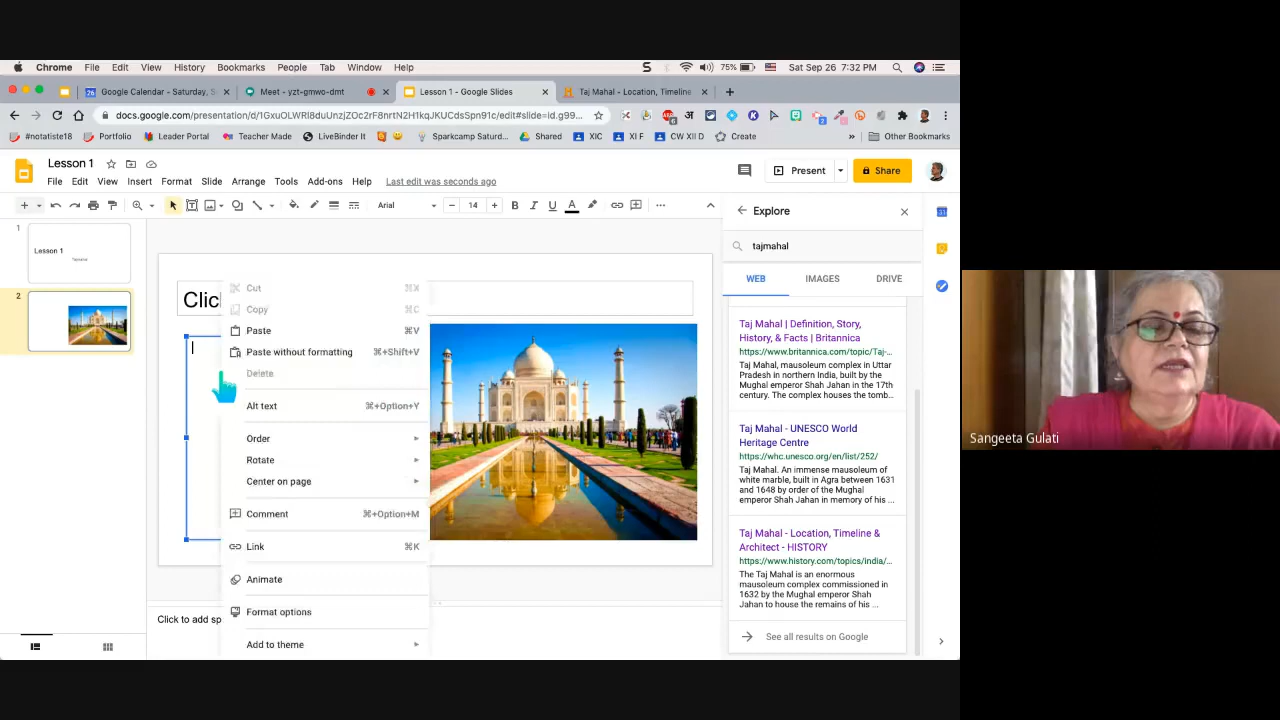 Chrome File Edit View History Bookmarks People Tab Window Help
75% Sat Sep 26 7:32 PM
Google Calendar - Saturday, S
Meet - yzt-gmwo-dmt
Lesson 1 - Google Slides
Taj Mahal - Location, Timeline
docs.google.com/presentation/d/1GxuOLWRl8duUnzjZOc2rF8nrtN2H1kqJKUCdsSpn91c/edit#slide=id.g99...
#notatiste18 Portfolio Leader Portal Teacher Made LiveBinder It Sparkcamp Saturd... Shared XIC XI F CW XII D Create » Other Bookmarks
Lesson 1
Present
Share
File Edit View Insert Format Slide Arrange Tools Add-ons Help Last edit was seconds ago
Arial 14 B I U A
Explore
tajmahal
WEB IMAGES DRIVE
1
Lesson 1
Tajmahal
2
Clic
Cut ⌘X
Copy ⌘C
Paste ⌘V
Paste without formatting ⌘+Shift+V
Delete
Alt text ⌘+Option+Y
Order
Rotate
Center on page
Comment ⌘+Option+M
Link ⌘K
Animate
Format options
Add to theme
Click to add sp
Taj Mahal | Definition, Story,
History, & Facts | Britannica
https://www.britannica.com/topic/Taj-...
Taj Mahal, mausoleum complex in Uttar
Pradesh in northern India, built by the
Mughal emperor Shah Jahan in the 17th
century. The complex houses the tomb...
Taj Mahal - UNESCO World
Heritage Centre
https://whc.unesco.org/en/list/252/
Taj Mahal. An immense mausoleum of
white marble, built in Agra between 1631
and 1648 by order of the Mughal
emperor Shah Jahan in memory of his ...
Taj Mahal - Location, Timeline &
Architect - HISTORY
https://www.history.com/topics/india/...
The Taj Mahal is an enormous
mausoleum complex commissioned in
1632 by the Mughal emperor Shah
Jahan to house the remains of his ...
See all results on Google
Sangeeta Gulati